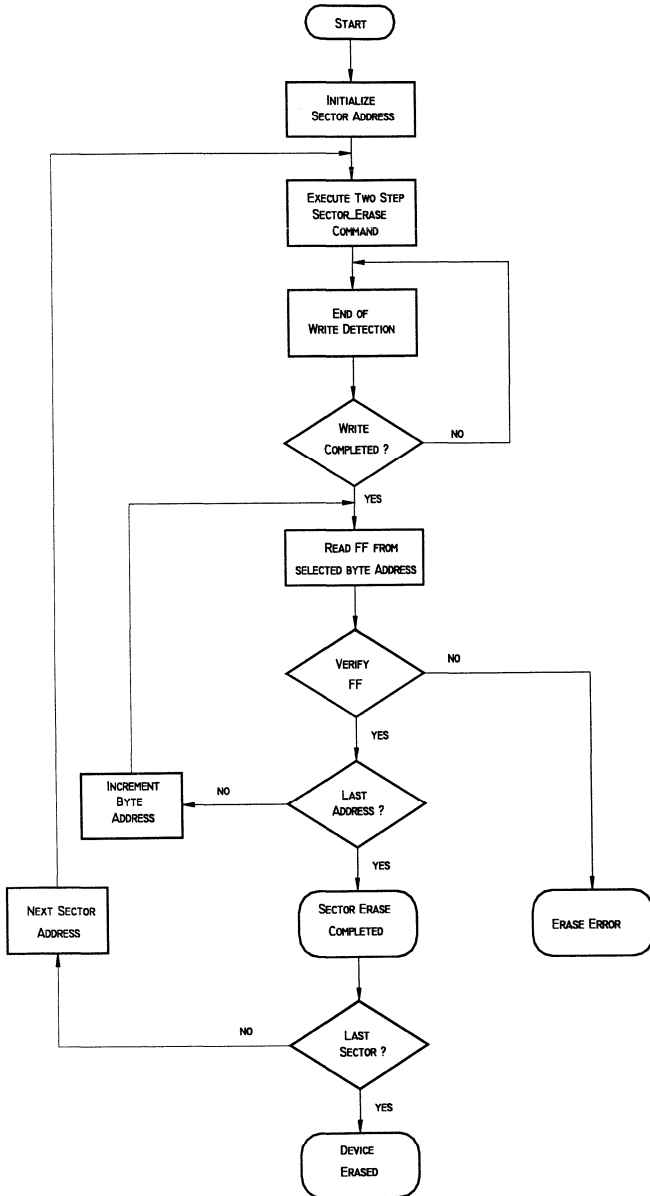 START
INITIALIZE
SECTOR ADDRESS
EXECUTE TWO STEP
SECTOR_ERASE
COMMAND
END OF
WRITE DETECTION
WRITE
COMPLETED ?
NO
YES
READ FF FROM
SELECTED BYTE ADDRESS
VERIFY
FF
NO
YES
INCREMENT
BYTE
ADDRESS
NO
LAST
ADDRESS ?
YES
NEXT SECTOR
ADDRESS
SECTOR ERASE
COMPLETED
ERASE ERROR
NO
LAST
SECTOR ?
YES
DEVICE
ERASED